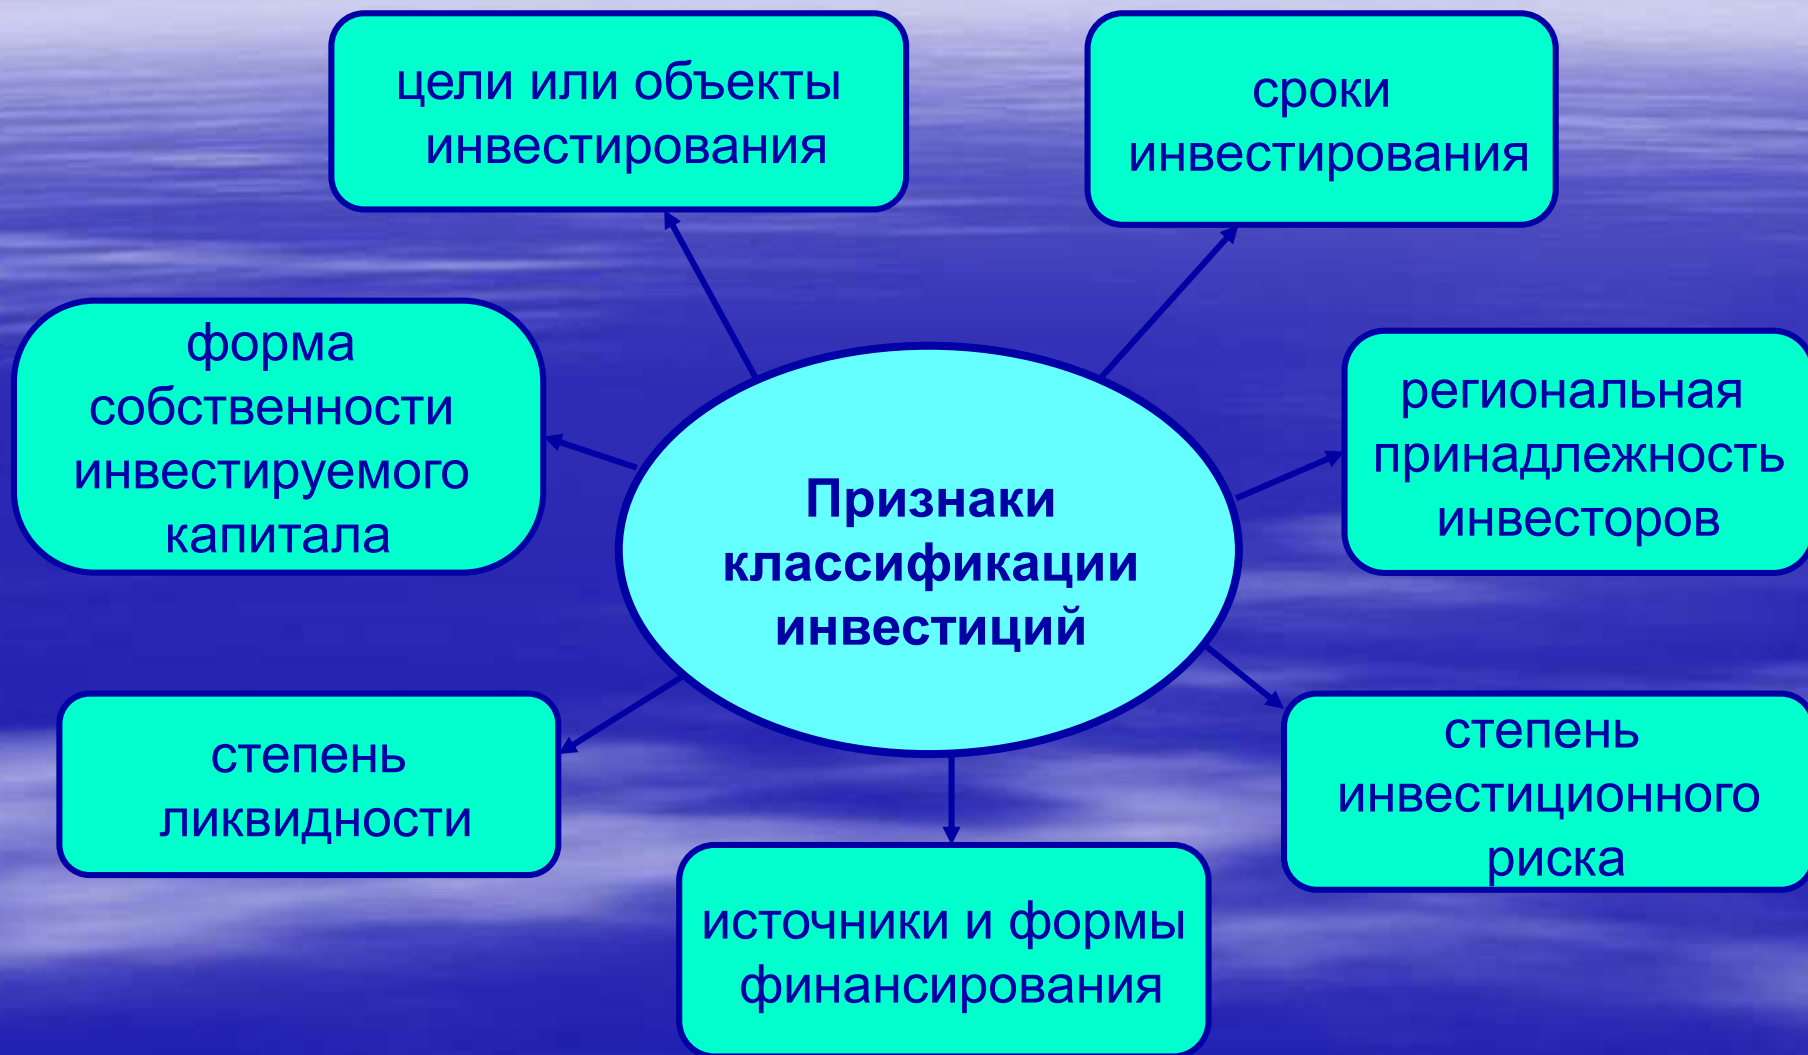 цели или объекты
инвестирования
сроки
инвестирования
форма
собственности
инвестируемого
капитала
региональная
принадлежность
инвесторов
Признаки
классификации
инвестиций
степень
ликвидности
степень
инвестиционного
риска
источники и формы
финансирования